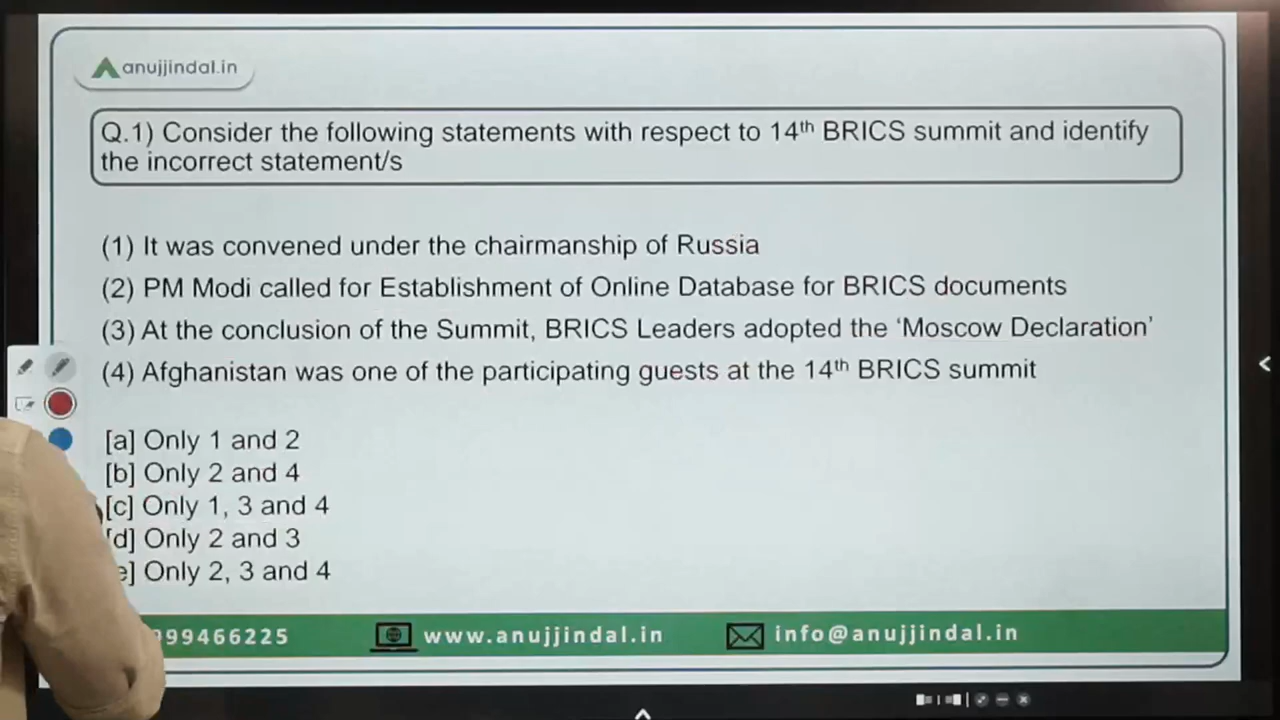 anujjindal.in
Q.1) Consider the following statements with respect to 14th BRICS summit and identify
the incorrect statement/s
(1) It was convened under the chairmanship of Russia
(2) PM Modi called for Establishment of Online Database for BRICS documents
(3) At the conclusion of the Summit, BRICS Leaders adopted the ‘Moscow Declaration’
(4) Afghanistan was one of the participating guests at the 14th BRICS summit
[a] Only 1 and 2
[b] Only 2 and 4
[c] Only 1, 3 and 4
d] Only 2 and 3
e] Only 2, 3 and 4
999466225 www.anujjindal.in info@anujjindal.in